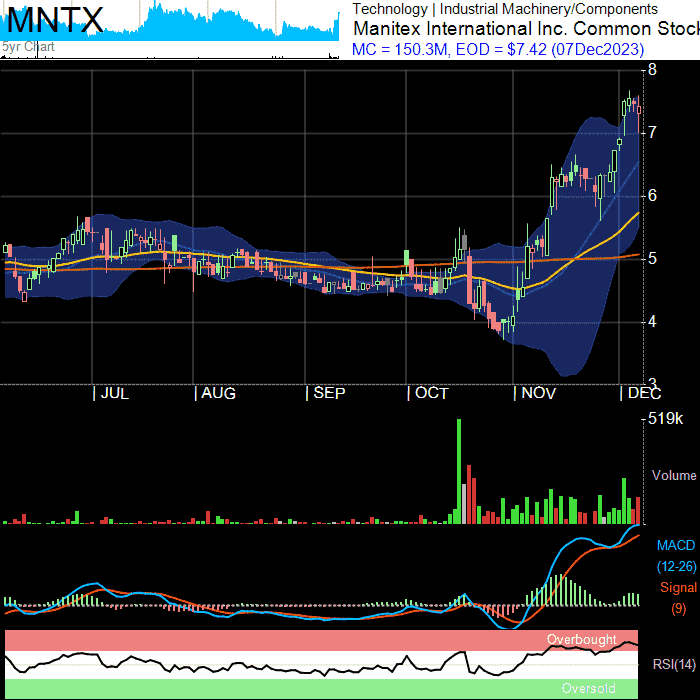 MNTX
5yr Chart
Technology | Industrial Machinery/Components
Manitex International Inc. Common Stock
MC = 150.3M, EOD = $7.42 (07Dec2023)
8
7
6
5
4
3
JUL
AUG
SEP
OCT
NOV
DEC
519k
Volume
MACD
(12-26)
Signal
(9)
Overbought
RSI(14)
Oversold